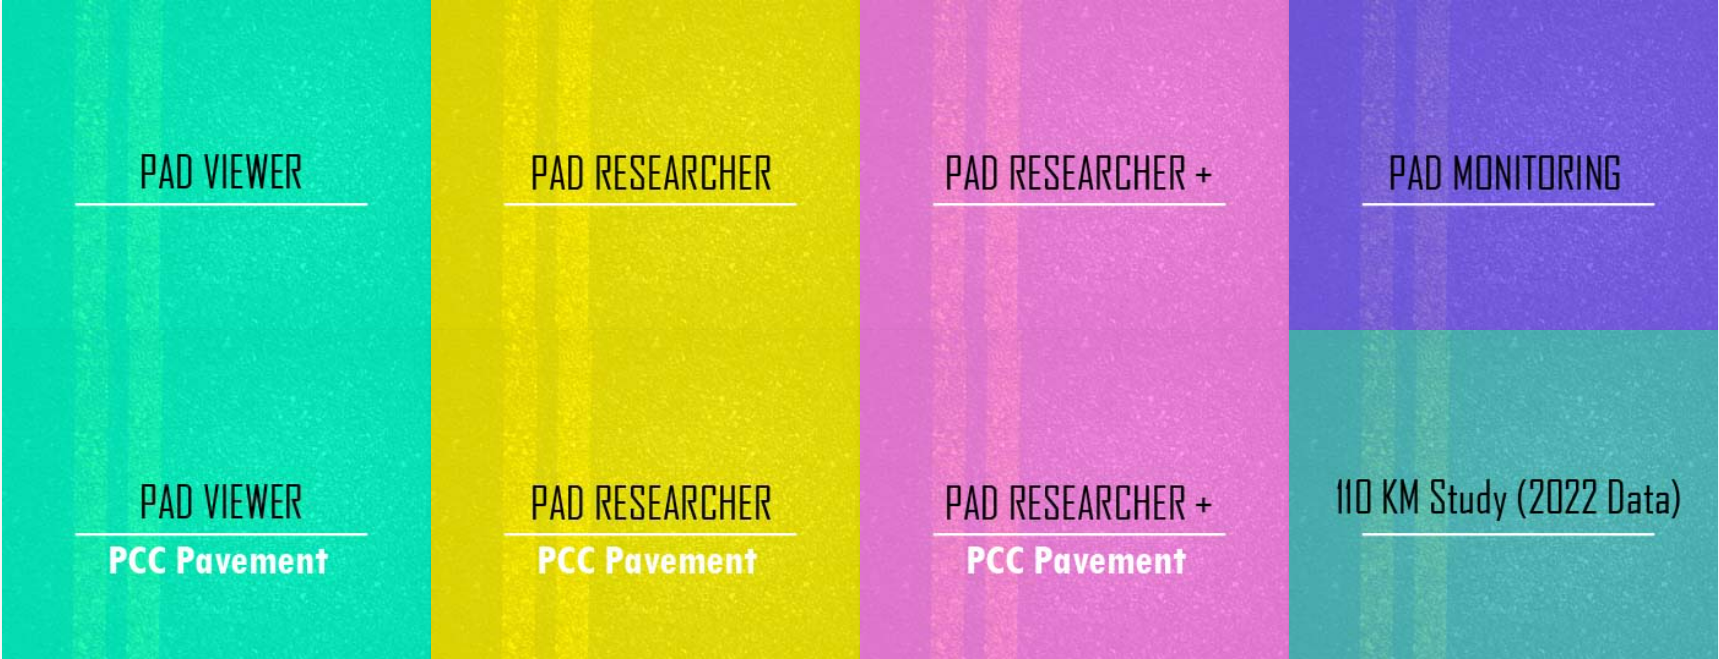 PAD VIEWER
PAD RESEARCHER
PAD RESEARCHER +
PAD MONITORING
PAD VIEWER
PCC Pavement
PAD RESEARCHER
PCC Pavement
PAD RESEARCHER +
PCC Pavement
110 KM Study (2022 Data)